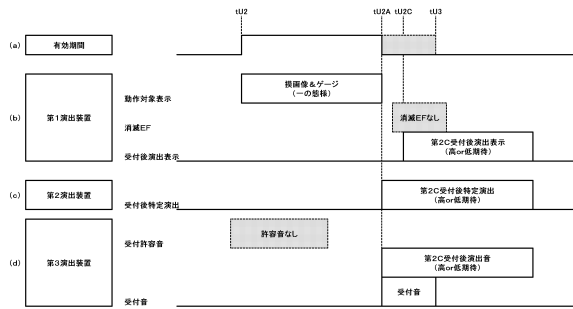 tU2
tU2A
tU2C
tU3
(a)
有効期間
(b)
第1演出装置
動作対象表示
摸画像&ゲージ
(一の態様)
消滅EF
消滅EFなし
受付後演出表示
第2C受付後演出表示
(高or低期待)
(c)
第2演出装置
受付後特定演出
第2C受付後特定演出
(高or低期待)
(d)
第3演出装置
受付許容音
許容音なし
第2C受付後演出音
(高or低期待)
受付音
受付音